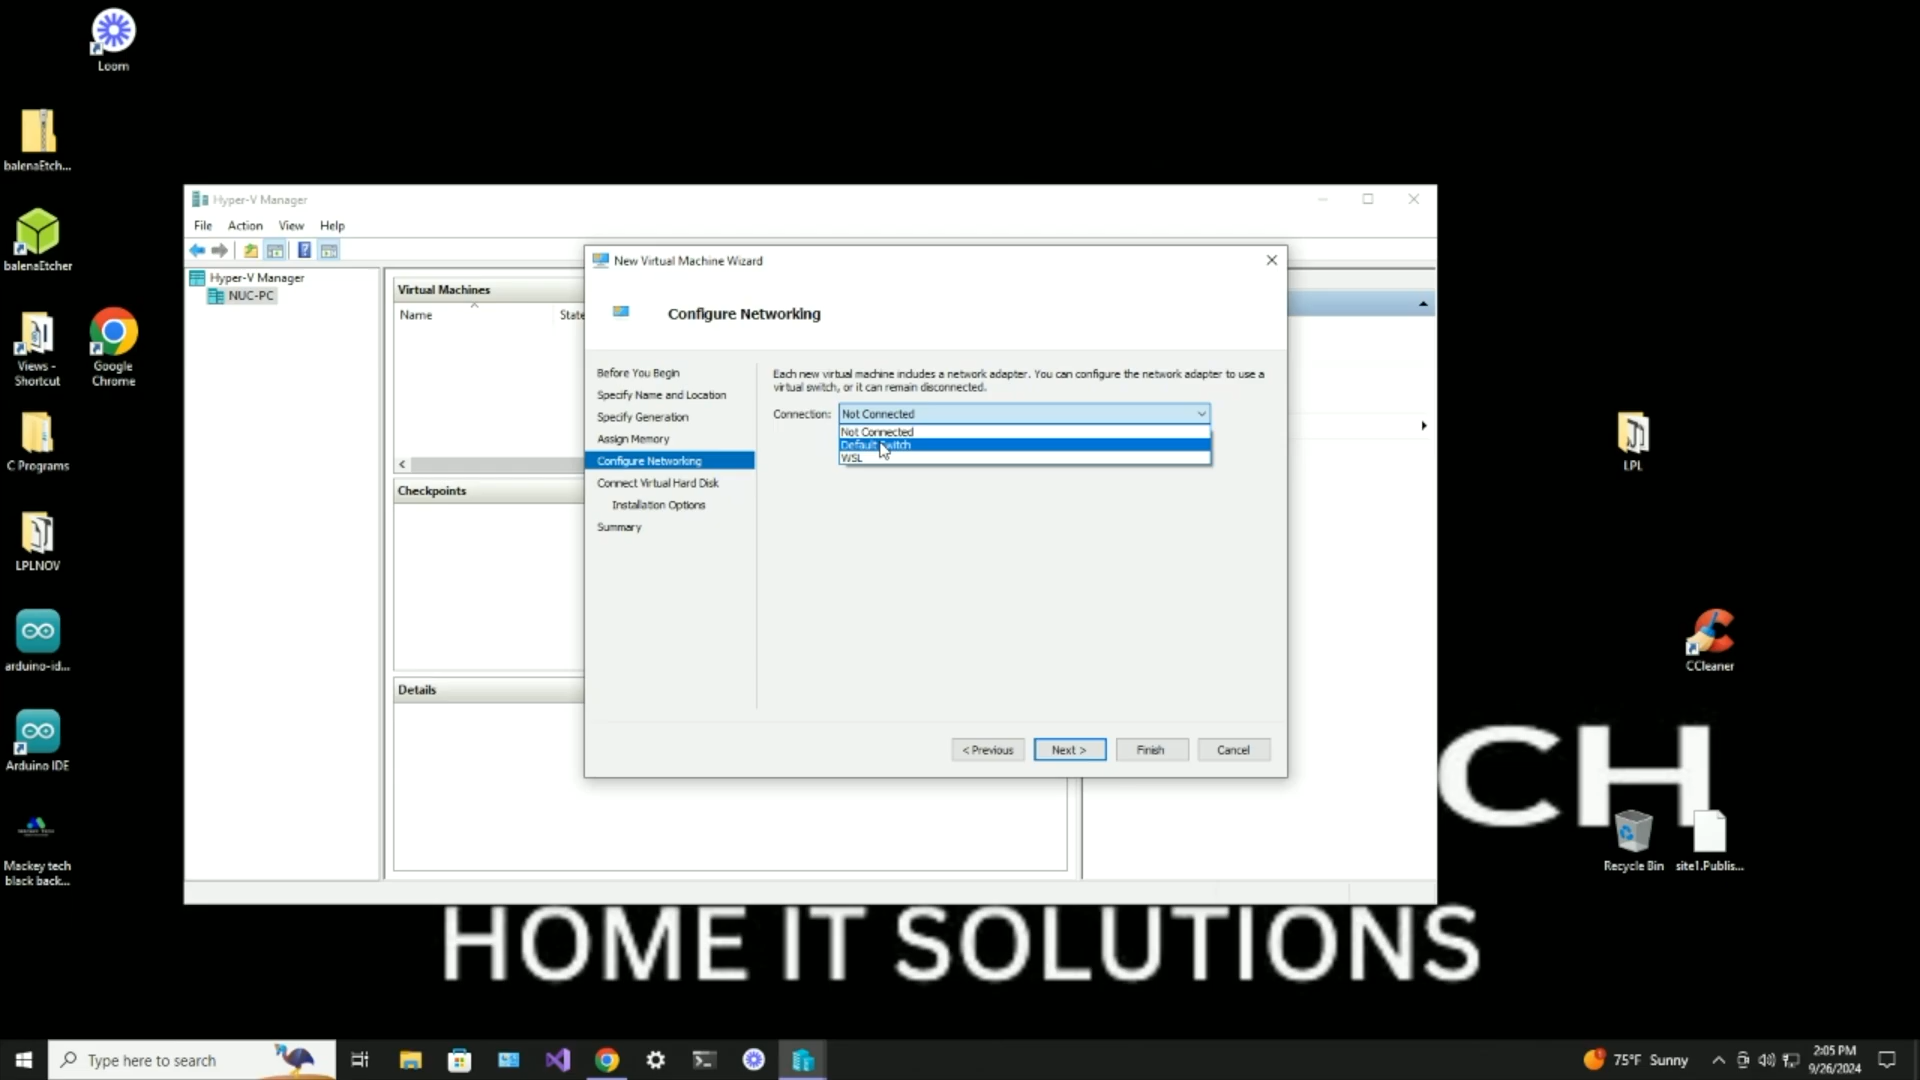 Loom
balenaEtch...
balenaEtcher
Views -
Shortcut
Google
Chrome
C Programs
LPLNOV
arduino-id...
Arduino IDE
Mackey tech
black back...
Hyper-V Manager
File Action View Help
Hyper-V Manager
NUC-PC
Virtual Machines
Name State
Checkpoints
Details
New Virtual Machine Wizard
Configure Networking
Before You Begin
Specify Name and Location
Specify Generation
Assign Memory
Configure Networking
Connect Virtual Hard Disk
Installation Options
Summary
Each new virtual machine includes a network adapter. You can configure the network adapter to use a
virtual switch, or it can remain disconnected.
Connection: Not Connected
Not Connected
Default Switch
WSL
< Previous Next > Finish Cancel
LPL
CCleaner
CH
Recycle Bin
site1.Publis...
HOME IT SOLUTIONS
Type here to search
75°F Sunny
2:05 PM
9/26/2024